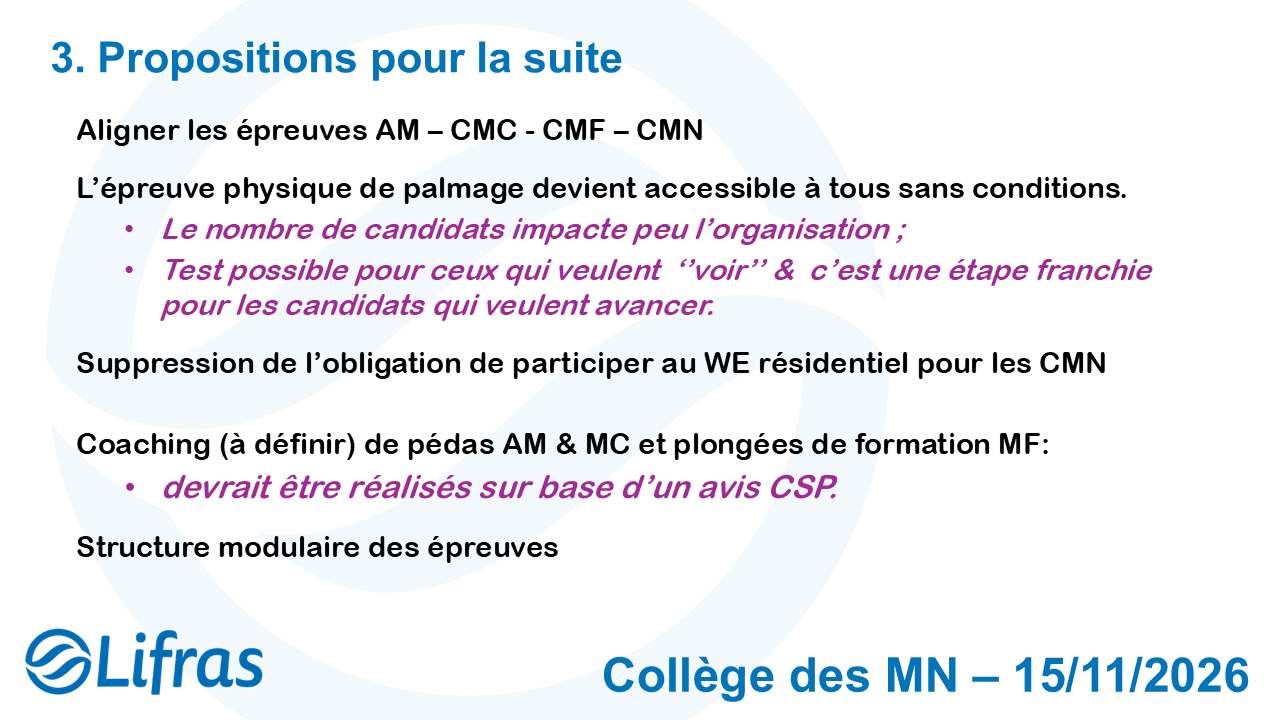 3. Propositions pour la suite
Aligner les épreuves AM – CMC - CMF – CMN
L’épreuve physique de palmage devient accessible à tous sans conditions.
• Le nombre de candidats impacte peu l’organisation ;
• Test possible pour ceux qui veulent ‘’voir’’ & c’est une étape franchie
pour les candidats qui veulent avancer.
Suppression de l’obligation de participer au WE résidentiel pour les CMN
Coaching (à définir) de pédas AM & MC et plongées de formation MF:
• devrait être réalisés sur base d’un avis CSP.
Structure modulaire des épreuves
Lifras
Collège des MN – 15/11/2026